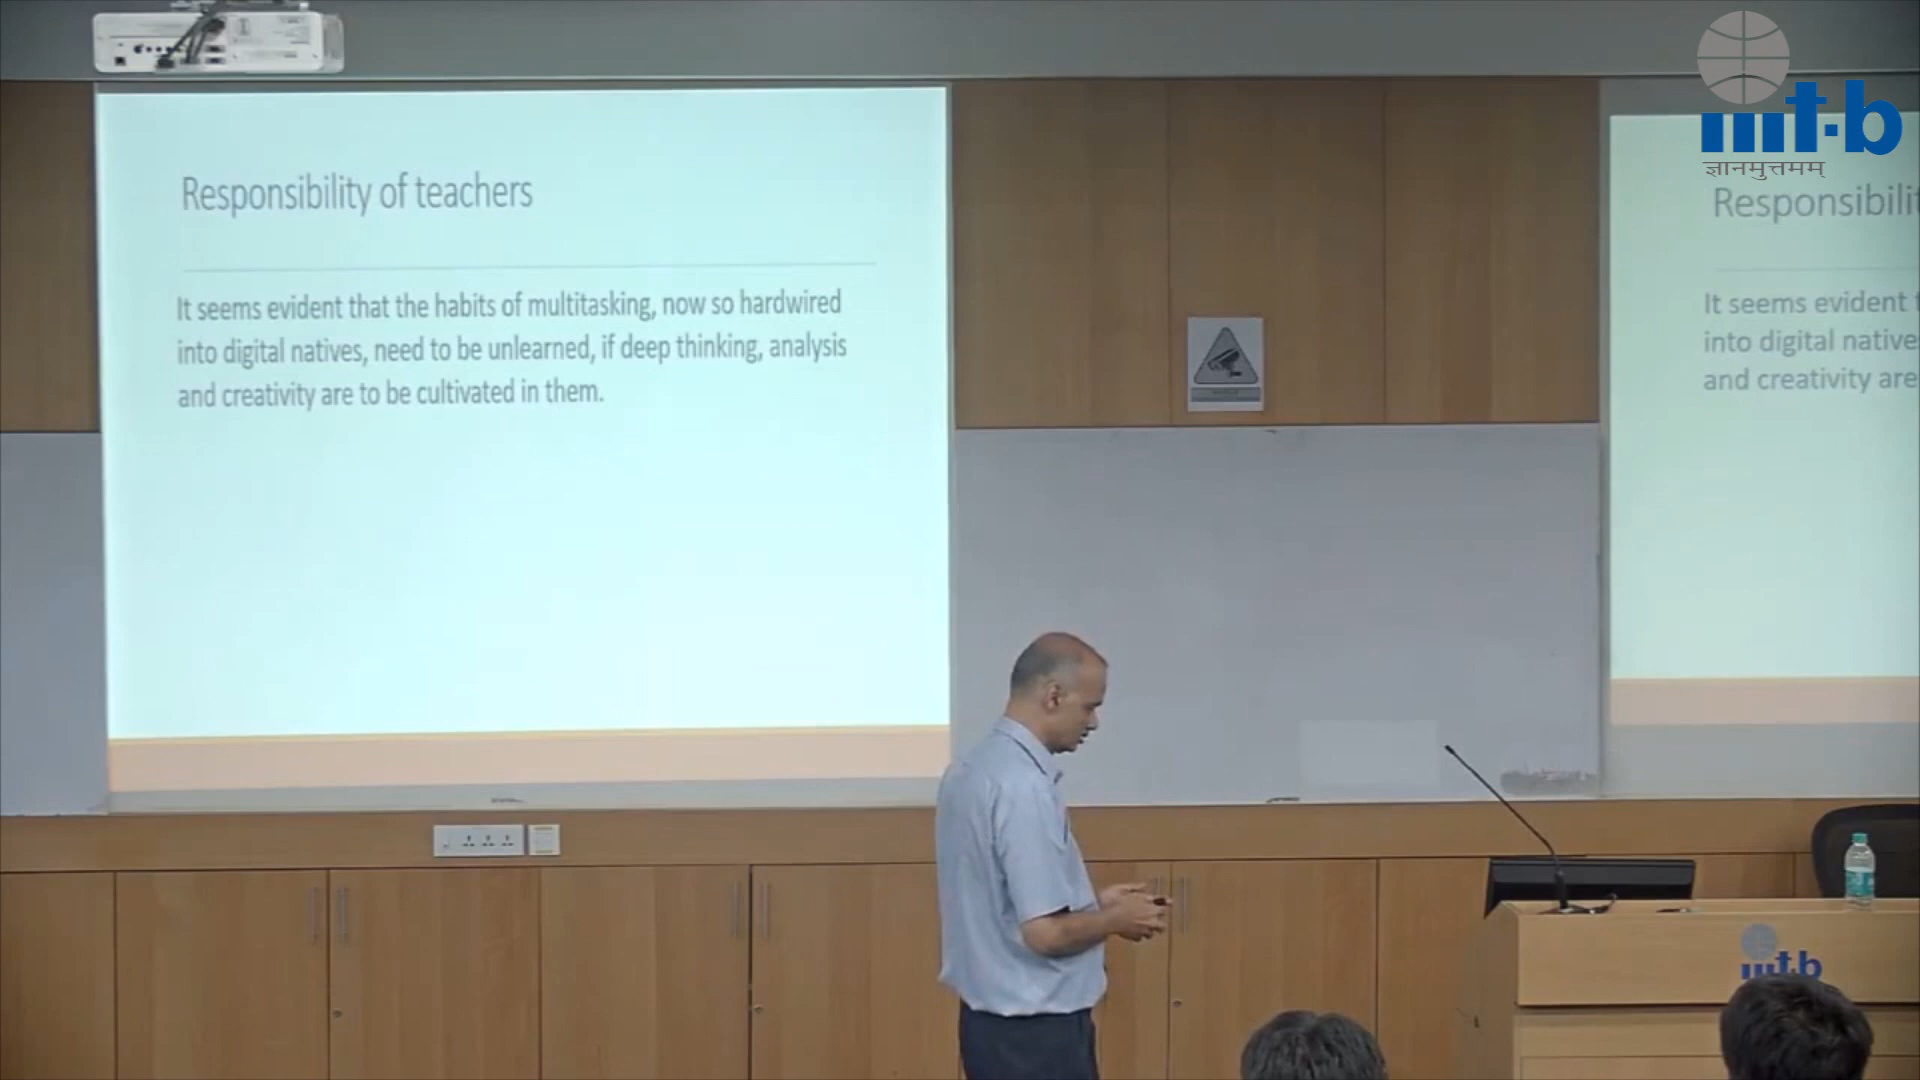 Responsibility of teachers
It seems evident that the habits of multitasking, now so hardwired
into digital natives, need to be unlearned, if deep thinking, analysis
and creativity are to be cultivated in them.
iiit-b
ज्ञानमुत्तमम्
Responsibilit
It seems evident t
into digital native
and creativity are
iiit-b